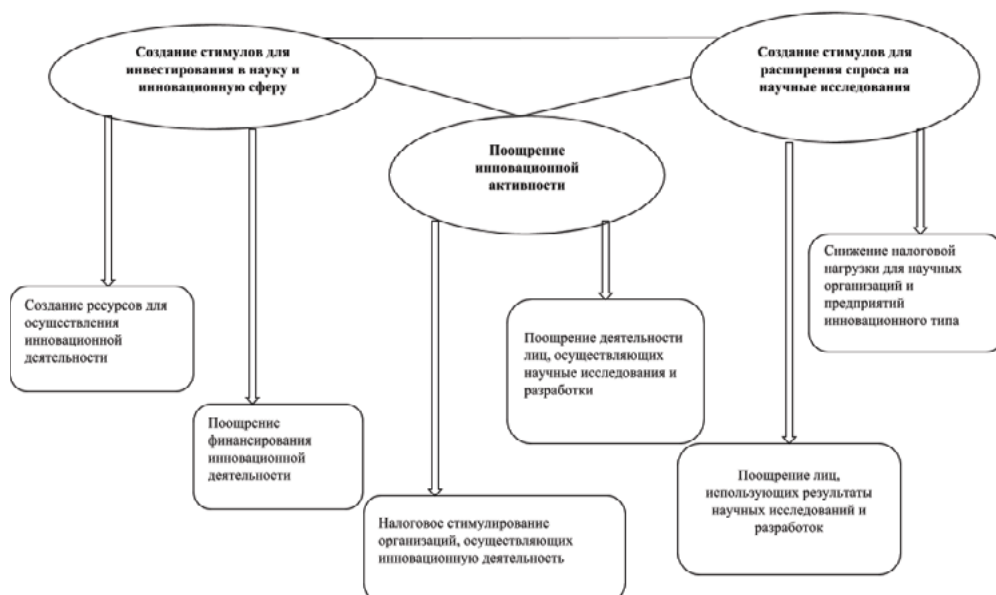 Создание стимулов для
инвестирования в науку и
инновационную сферу
Создание стимулов для
расширения спроса на
научные исследования
Поощрение
инновационной
активности
Снижение налоговой
нагрузки для научных
организаций и
предприятий
инновационного типа
Создание ресурсов для
осуществления
инновационной
деятельности
Поощрение деятельности
лиц, осуществляющих
научные исследования и
разработки
Поощрение
финансирования
инновационной
деятельности
Поощрение лиц,
использующих результаты
научных исследований и
разработок
Налоговое стимулирование
организаций, осуществляющих
инновационную деятельность